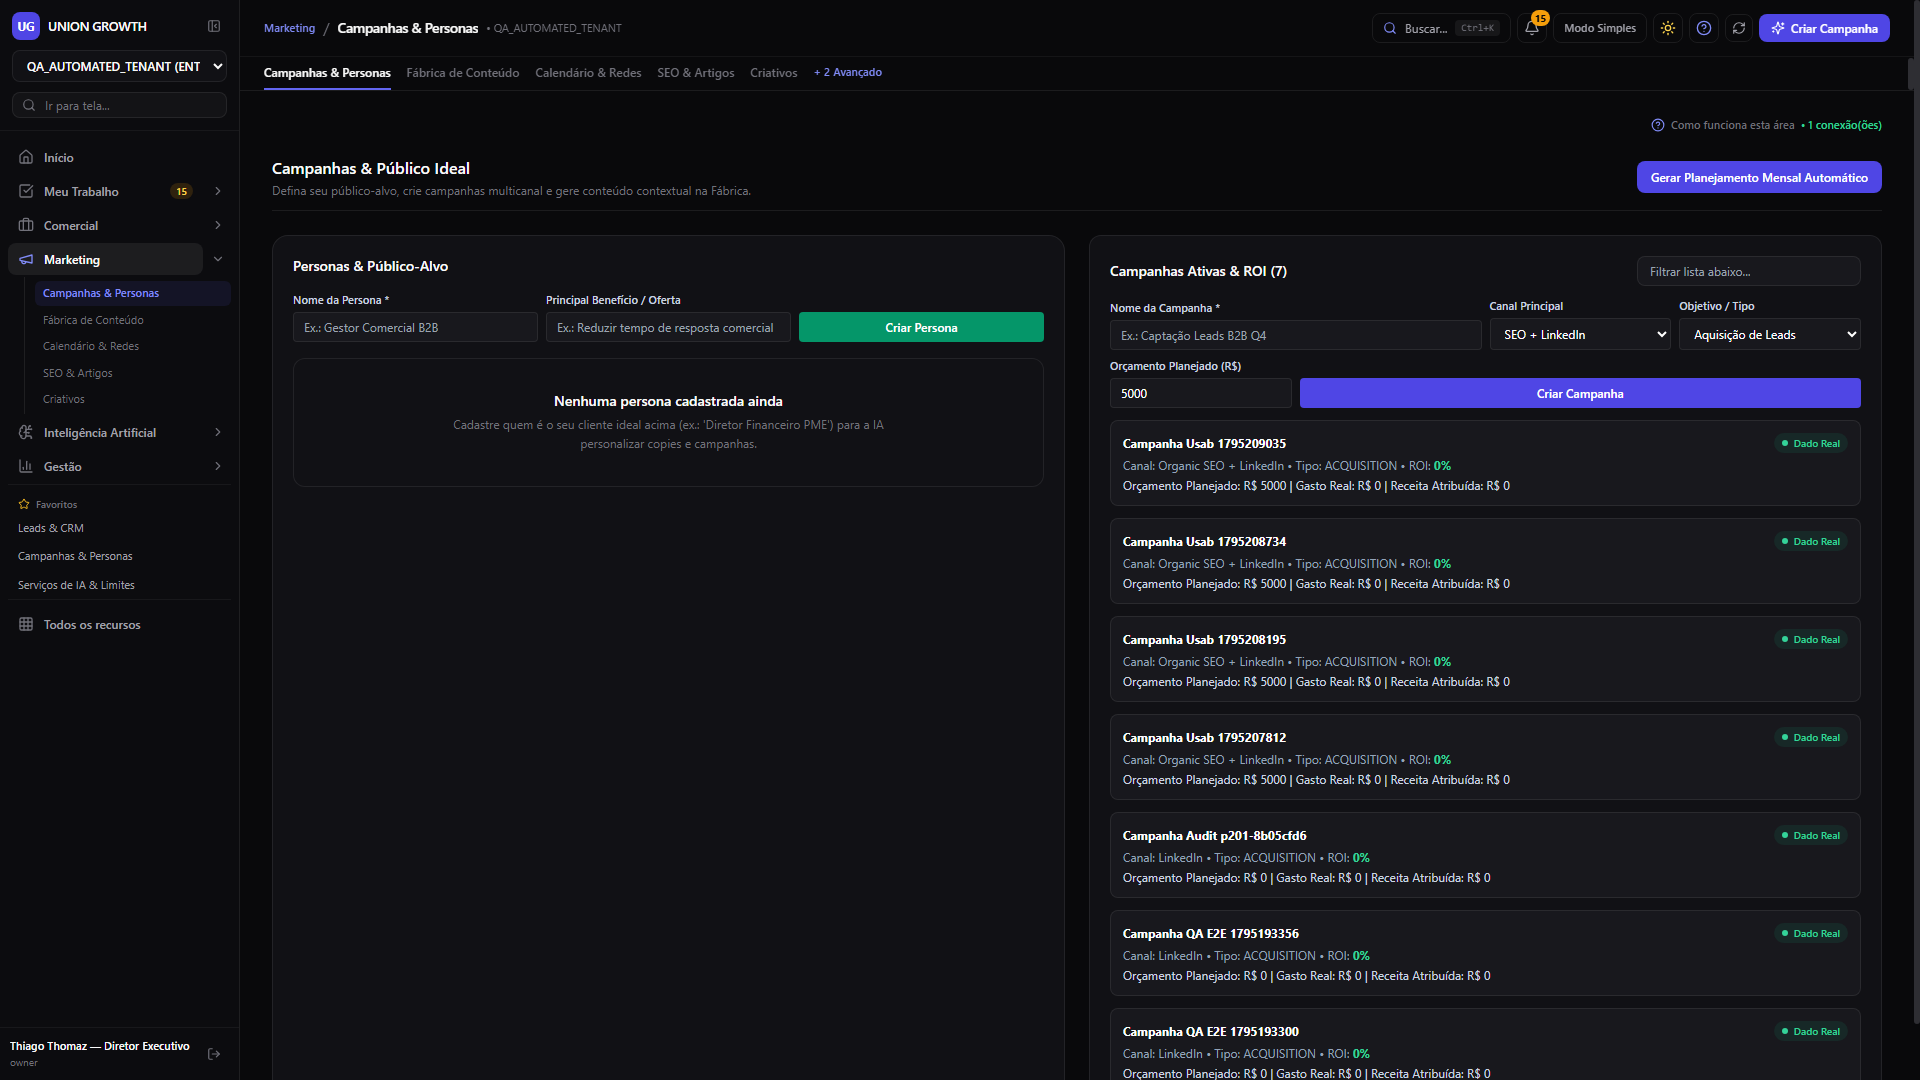 UG UNION GROWTH
QA_AUTOMATED_TENANT (ENT
Ir para tela...
Início
Meu Trabalho 15
Comercial
Marketing
Campanhas & Personas
Fábrica de Conteúdo
Calendário & Redes
SEO & Artigos
Criativos
Inteligência Artificial
Gestão
Favoritos
Leads & CRM
Campanhas & Personas
Serviços de IA & Limites
Todos os recursos
Thiago Thomaz — Diretor Executivo
owner
Marketing / Campanhas & Personas • QA_AUTOMATED_TENANT
Buscar... Ctrl+K
15
Modo Simples
Criar Campanha
Campanhas & Personas Fábrica de Conteúdo Calendário & Redes SEO & Artigos Criativos + 2 Avançado
Como funciona esta área • 1 conexão(ões)
Campanhas & Público Ideal
Defina seu público-alvo, crie campanhas multicanal e gere conteúdo contextual na Fábrica.
Gerar Planejamento Mensal Automático
Personas & Público-Alvo
Nome da Persona * Principal Benefício / Oferta
Ex.: Gestor Comercial B2B Ex.: Reduzir tempo de resposta comercial Criar Persona
Nenhuma persona cadastrada ainda
Cadastre quem é o seu cliente ideal acima (ex.: 'Diretor Financeiro PME') para a IA
personalizar copies e campanhas.
Campanhas Ativas & ROI (7)
Filtrar lista abaixo...
Nome da Campanha * Canal Principal Objetivo / Tipo
Ex.: Captação Leads B2B Q4 SEO + LinkedIn Aquisição de Leads
Orçamento Planejado (R$)
5000 Criar Campanha
Campanha Usab 1795209035 Dado Real
Canal: Organic SEO + LinkedIn • Tipo: ACQUISITION • ROI: 0%
Orçamento Planejado: R$ 5000 | Gasto Real: R$ 0 | Receita Atribuída: R$ 0
Campanha Usab 1795208734 Dado Real
Canal: Organic SEO + LinkedIn • Tipo: ACQUISITION • ROI: 0%
Orçamento Planejado: R$ 5000 | Gasto Real: R$ 0 | Receita Atribuída: R$ 0
Campanha Usab 1795208195 Dado Real
Canal: Organic SEO + LinkedIn • Tipo: ACQUISITION • ROI: 0%
Orçamento Planejado: R$ 5000 | Gasto Real: R$ 0 | Receita Atribuída: R$ 0
Campanha Usab 1795207812 Dado Real
Canal: Organic SEO + LinkedIn • Tipo: ACQUISITION • ROI: 0%
Orçamento Planejado: R$ 5000 | Gasto Real: R$ 0 | Receita Atribuída: R$ 0
Campanha Audit p201-8b05cfd6 Dado Real
Canal: LinkedIn • Tipo: ACQUISITION • ROI: 0%
Orçamento Planejado: R$ 0 | Gasto Real: R$ 0 | Receita Atribuída: R$ 0
Campanha QA E2E 1795193356 Dado Real
Canal: LinkedIn • Tipo: ACQUISITION • ROI: 0%
Orçamento Planejado: R$ 0 | Gasto Real: R$ 0 | Receita Atribuída: R$ 0
Campanha QA E2E 1795193300 Dado Real
Canal: LinkedIn • Tipo: ACQUISITION • ROI: 0%
Orçamento Planejado: R$ 0 | Gasto Real: R$ 0 | Receita Atribuída: R$ 0